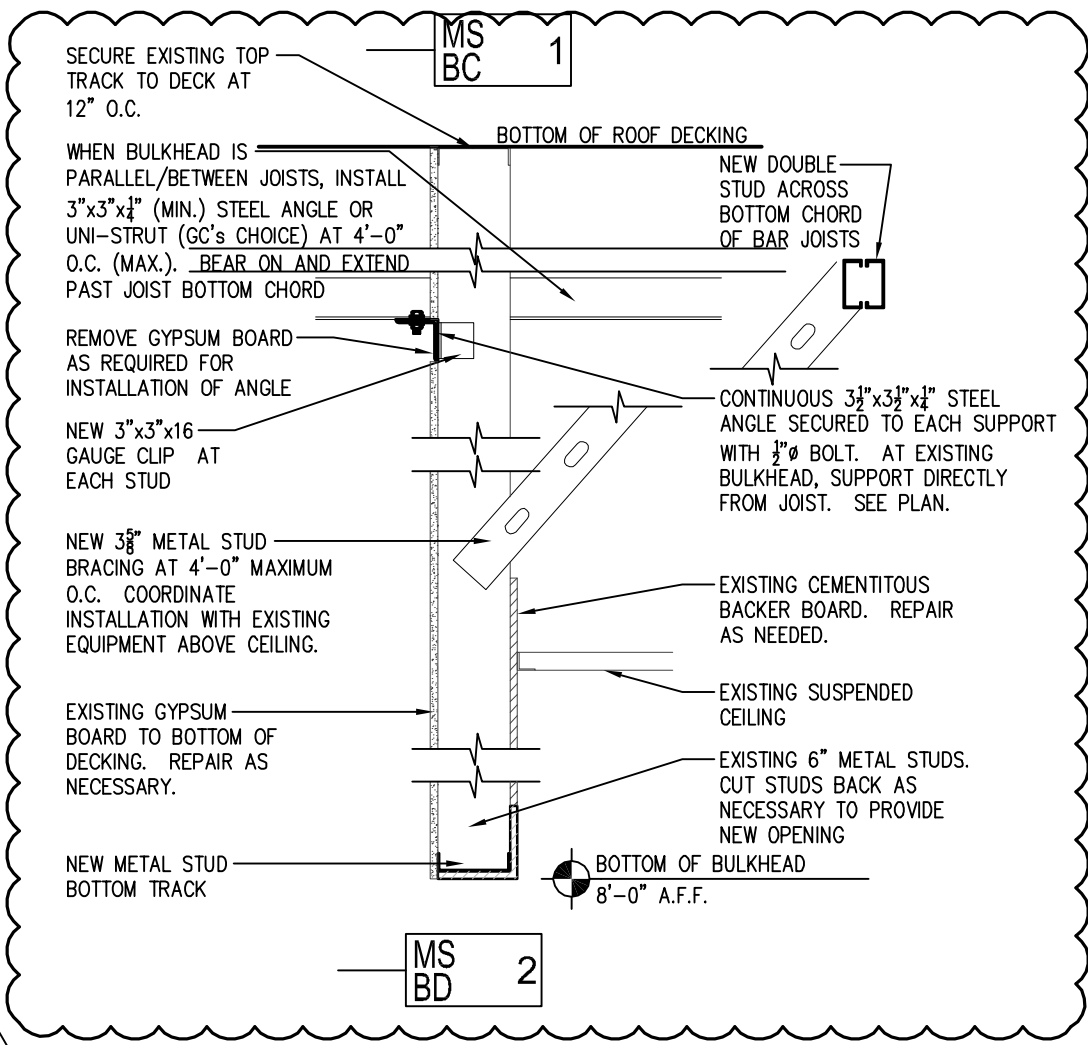 MS
BC
1
SECURE EXISTING TOP
TRACK TO DECK AT
12" O.C.
BOTTOM OF ROOF DECKING
WHEN BULKHEAD IS
PARALLEL/BETWEEN JOISTS, INSTALL
3"x3"x1/4" (MIN.) STEEL ANGLE OR
UNI-STRUT (GC's CHOICE) AT 4'-0"
O.C. (MAX.). BEAR ON AND EXTEND
PAST JOIST BOTTOM CHORD
NEW DOUBLE
STUD ACROSS
BOTTOM CHORD
OF BAR JOISTS
REMOVE GYPSUM BOARD
AS REQUIRED FOR
INSTALLATION OF ANGLE
CONTINUOUS 3 1/2"x3 1/2"x1/4" STEEL
ANGLE SECURED TO EACH SUPPORT
WITH 1/2"ø BOLT. AT EXISTING
BULKHEAD, SUPPORT DIRECTLY
FROM JOIST. SEE PLAN.
NEW 3"x3"x16
GAUGE CLIP AT
EACH STUD
NEW 3 5/8" METAL STUD
BRACING AT 4'-0" MAXIMUM
O.C. COORDINATE
INSTALLATION WITH EXISTING
EQUIPMENT ABOVE CEILING.
EXISTING CEMENTITOUS
BACKER BOARD. REPAIR
AS NEEDED.
EXISTING SUSPENDED
CEILING
EXISTING GYPSUM
BOARD TO BOTTOM OF
DECKING. REPAIR AS
NECESSARY.
EXISTING 6" METAL STUDS.
CUT STUDS BACK AS
NECESSARY TO PROVIDE
NEW OPENING
NEW METAL STUD
BOTTOM TRACK
BOTTOM OF BULKHEAD
8'-0" A.F.F.
MS
BD
2